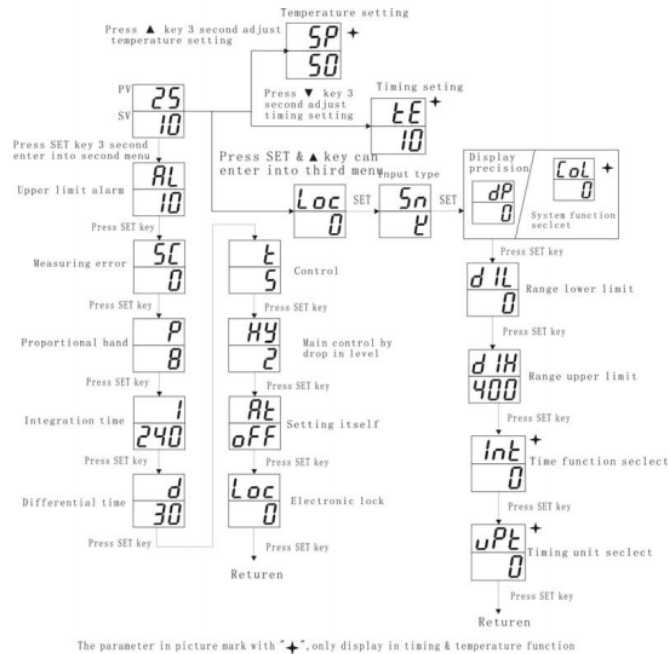 Temperature setting
Press ▲ key 3 second adjust
temperature setting
SP
50
Press ▼ key 3
second adjust
timing setting
Timing seting
tE
10
PV
25
SV
10
Press SET key 3 second
enter into second menu
Upper limit alarm
AL
10
Press SET key
Measuring error
SC
0
Press SET key
Proportional band
P
8
Press SET key
Integration time
I
240
Press SET key
Differential time
d
30
Press SET key
t
5
Control
Press SET key
Hy
2
Main control by
drop in level
Press SET key
At
oFF
Setting itself
Press SET key
Loc
0
Electronic lock
Press SET key
Returen
Press SET & ▲ key can
enter into third menu
Loc
0
SET
Input type
Sn
SET
Display
precision
dP
0
CoL
0
System function
seclcet
Press SET key
dIL
0
Range lower limit
Press SET key
dIH
400
Range upper limit
Press SET key
Int
0
Time function seclect
Press SET key
uPt
0
Timing unit seclect
Press SET key
Returen
The parameter in picture mark with "✦", only display in timing & temperature function